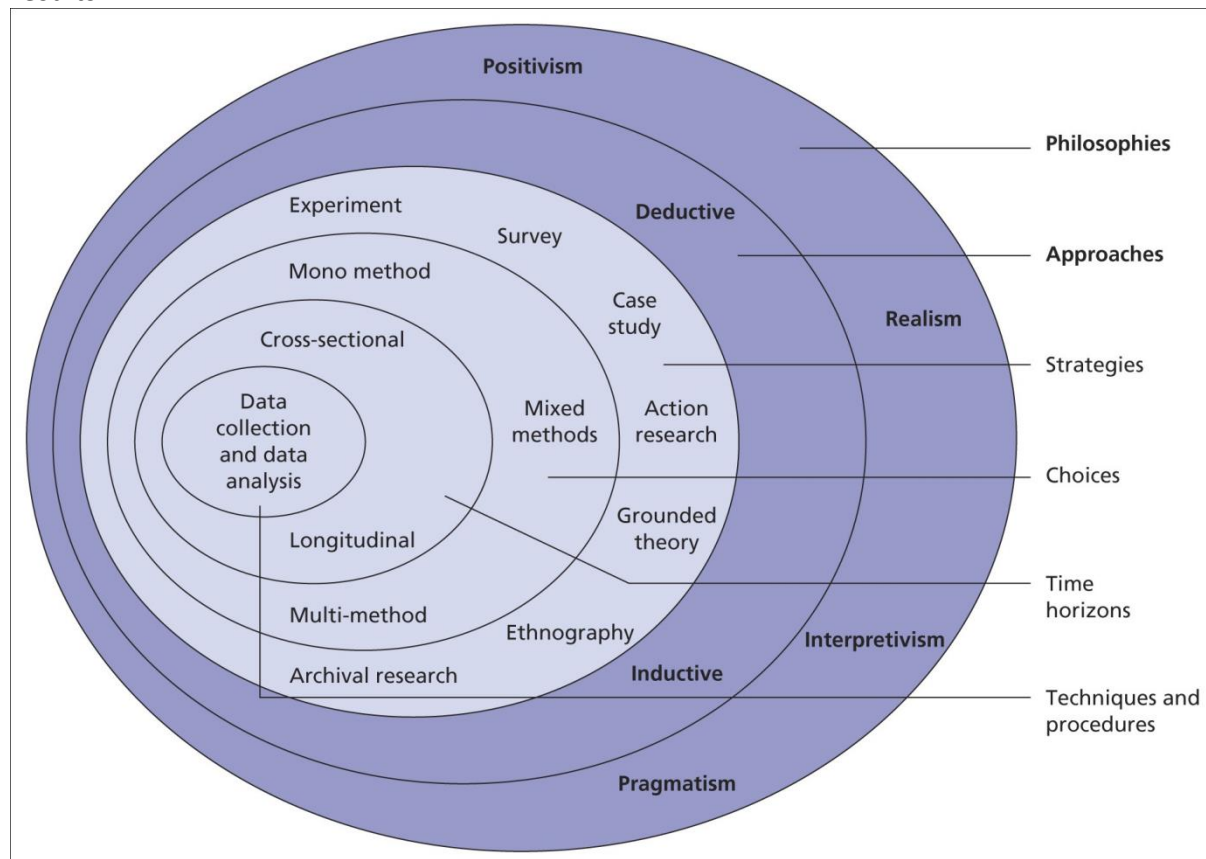 Positivism
Philosophies
Experiment
Deductive
Survey
Approaches
Mono method
Case
study
Realism
Cross-sectional
Strategies
Data
collection
and data
analysis
Mixed
methods
Action
research
Choices
Grounded
theory
Longitudinal
Time
horizons
Multi-method
Ethnography
Interpretivism
Archival research
Inductive
Techniques and
procedures
Pragmatism